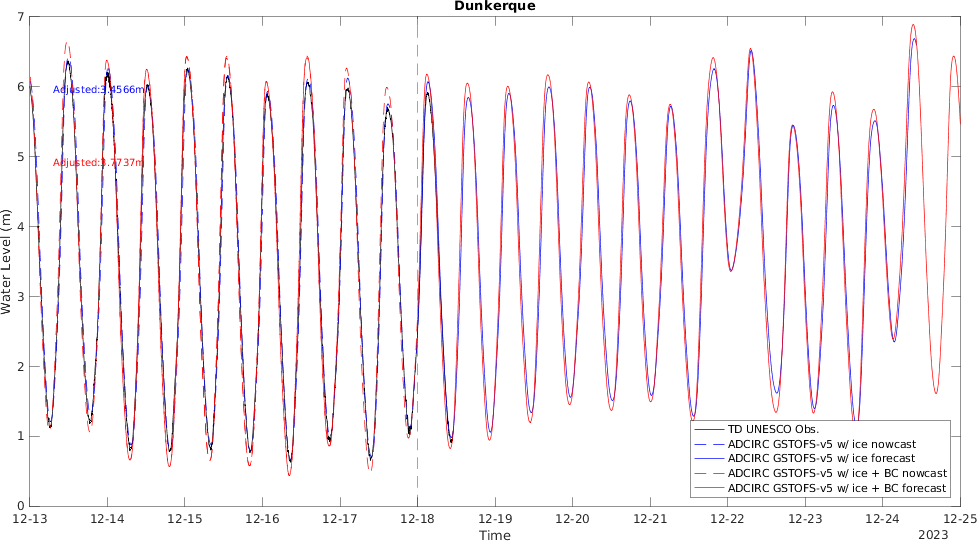 Dunkerque
7
6
5
4
3
2
1
0
Water Level (m)
Adjusted:3.4566m
Adjusted:3.7737m
TD UNESCO Obs.
ADCIRC GSTOFS-v5 w/ ice nowcast
ADCIRC GSTOFS-v5 w/ ice forecast
ADCIRC GSTOFS-v5 w/ ice + BC nowcast
ADCIRC GSTOFS-v5 w/ ice + BC forecast
12-13 12-14 12-15 12-16 12-17 12-18 12-19 12-20 12-21 12-22 12-23 12-24 12-25
Time
2023